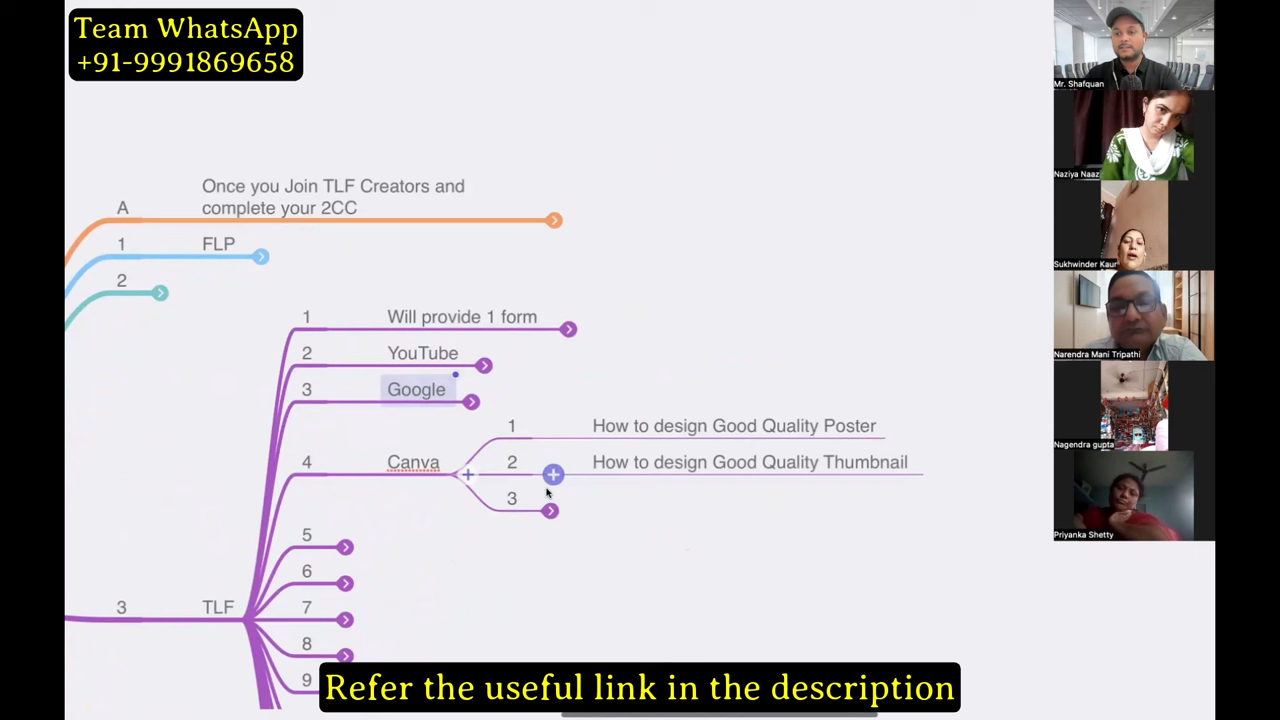 Team WhatsApp
+91-9991869658
A
Once you Join TLF Creators and
complete your 2CC
1 FLP
2
1 Will provide 1 form
2 YouTube
3 Google
4 Canva
1 How to design Good Quality Poster
2 How to design Good Quality Thumbnail
3
5
6
7
3 TLF
8
9
Mr. Shafquan
Naziya Naaz
Sukhwinder Kaur
Narendra Mani Tripathi
Nagendra gupta
Priyanka Shetty
Refer the useful link in the description